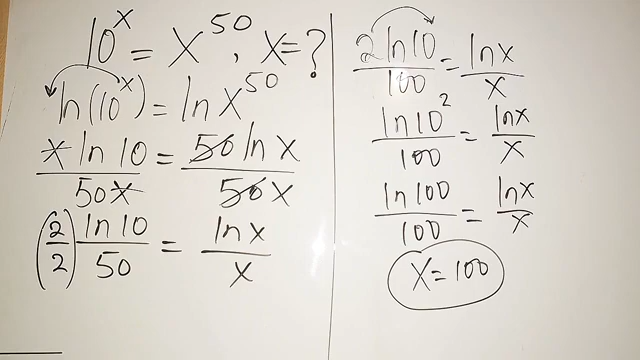 10^x = x^50, x=?
ln(10^x) = ln x^50
x ln 10 / 50x = 50 ln x / 50x
(2/2) ln 10 / 50 = ln x / x
2 ln 10 / 100 = ln x / x
ln 10^2 / 100 = ln x / x
ln 100 / 100 = ln x / x
x = 100